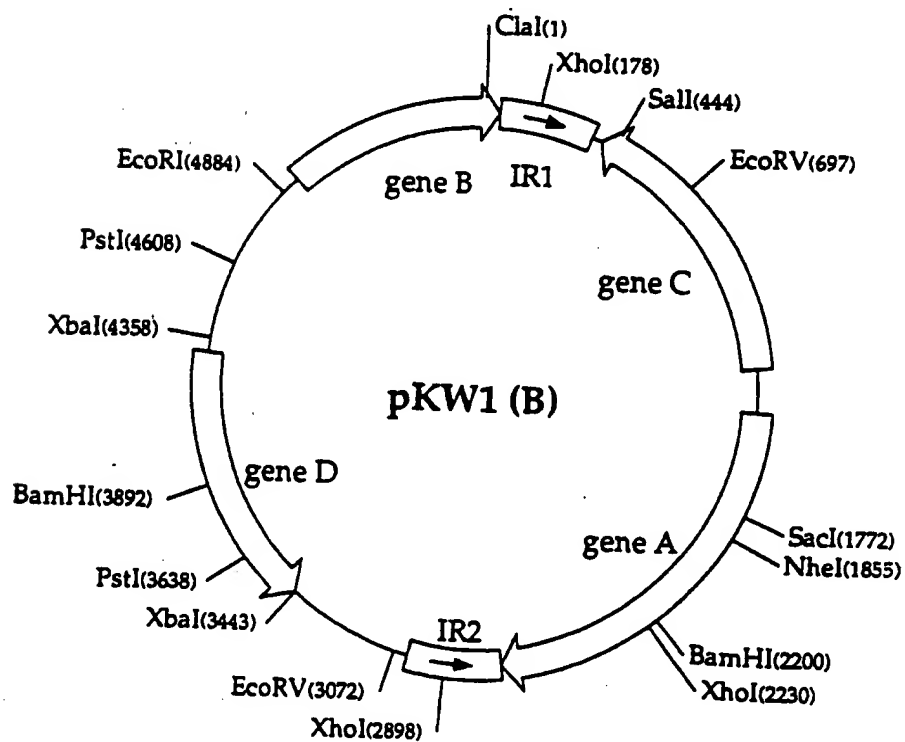 ClaI(1)
XhoI(178)
SalI(444)
EcoRI(4884)
EcoRV(697)
gene B
IR1
PstI(4608)
gene C
XbaI(4358)
pKW1 (B)
gene D
BamHI(3892)
SacI(1772)
gene A
NheI(1855)
PstI(3638)
XbaI(3443)
IR2
BamHI(2200)
EcoRV(3072)
XhoI(2230)
XhoI(2898)